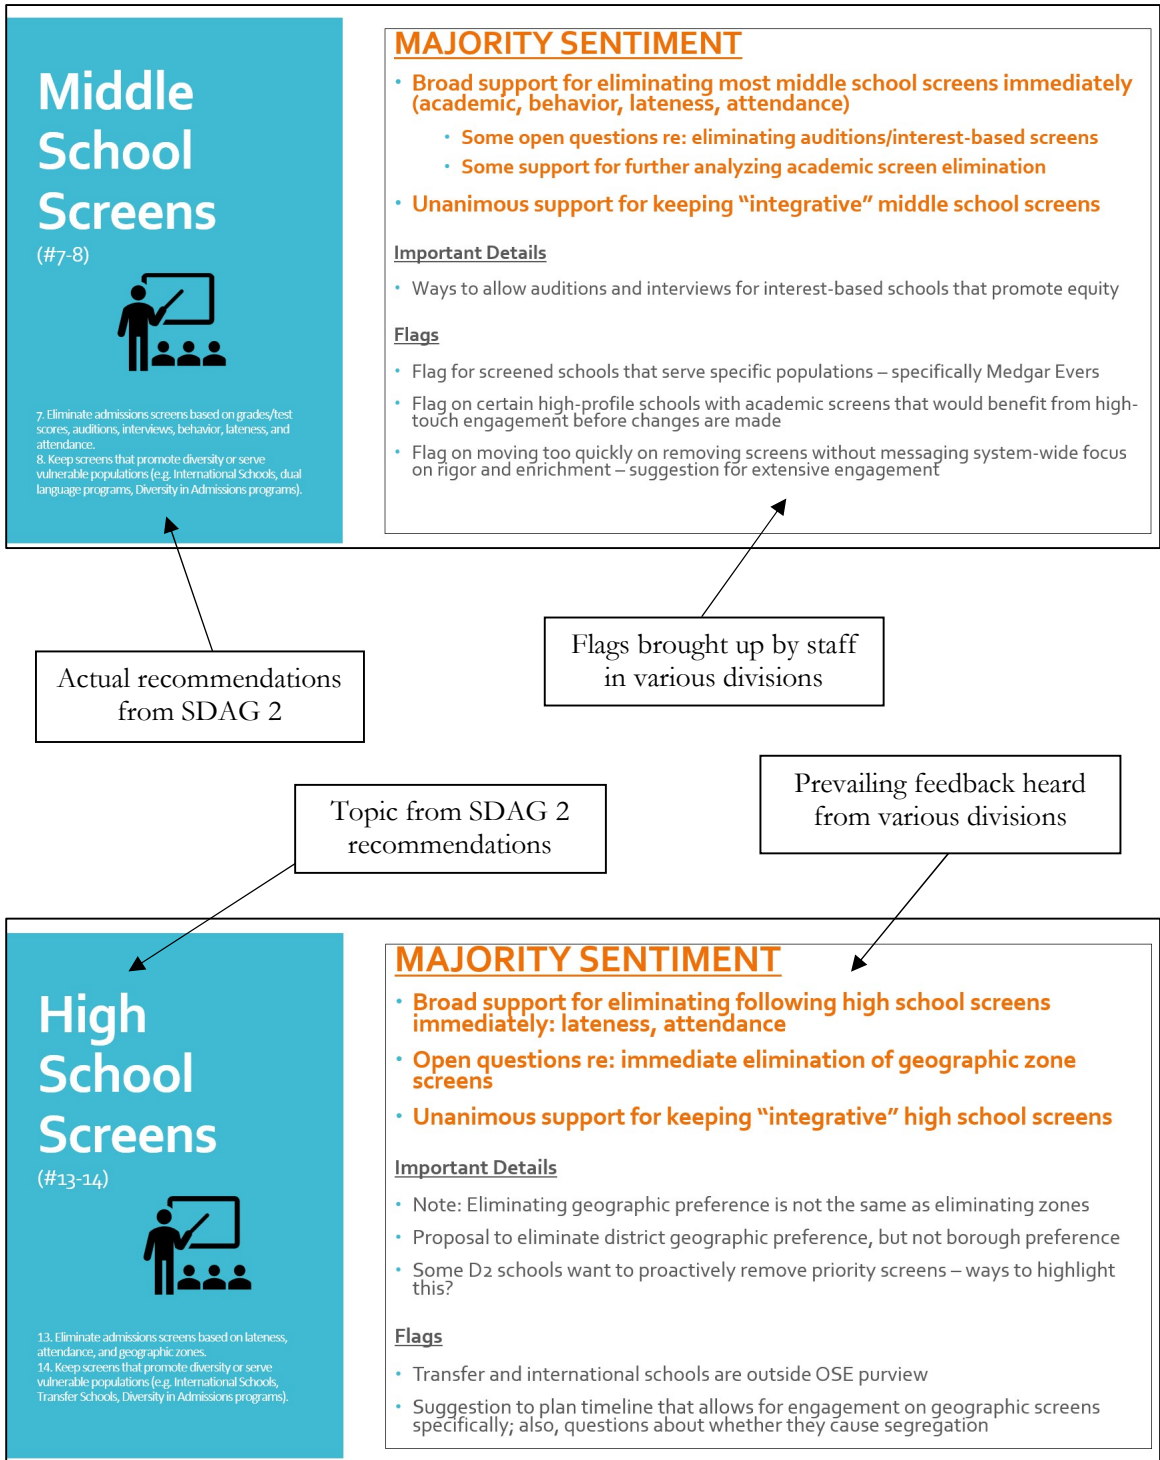 Middle
School
Screens
(#7-8)
7. Eliminate admissions screens based on grades/test
scores, auditions, interviews, behavior, lateness, and
attendance.
8. Keep screens that promote diversity or serve
vulnerable populations (e.g. International Schools, dual
language programs, Diversity in Admissions programs).
MAJORITY SENTIMENT
• Broad support for eliminating most middle school screens immediately
(academic, behavior, lateness, attendance)
• Some open questions re: eliminating auditions/interest-based screens
• Some support for further analyzing academic screen elimination
• Unanimous support for keeping “integrative” middle school screens
Important Details
• Ways to allow auditions and interviews for interest-based schools that promote equity
Flags
• Flag for screened schools that serve specific populations – specifically Medgar Evers
• Flag on certain high-profile schools with academic screens that would benefit from high-
touch engagement before changes are made
• Flag on moving too quickly on removing screens without messaging system-wide focus
on rigor and enrichment – suggestion for extensive engagement
Actual recommendations
from SDAG 2
Flags brought up by staff
in various divisions
Topic from SDAG 2
recommendations
Prevailing feedback heard
from various divisions
High
School
Screens
(#13-14)
13. Eliminate admissions screens based on lateness,
attendance, and geographic zones.
14. Keep screens that promote diversity or serve
vulnerable populations (e.g. International Schools,
Transfer Schools, Diversity in Admissions programs).
MAJORITY SENTIMENT
• Broad support for eliminating following high school screens
immediately: lateness, attendance
• Open questions re: immediate elimination of geographic zone
screens
• Unanimous support for keeping “integrative” high school screens
Important Details
• Note: Eliminating geographic preference is not the same as eliminating zones
• Proposal to eliminate district geographic preference, but not borough preference
• Some D2 schools want to proactively remove priority screens – ways to highlight
this?
Flags
• Transfer and international schools are outside OSE purview
• Suggestion to plan timeline that allows for engagement on geographic screens
specifically; also, questions about whether they cause segregation